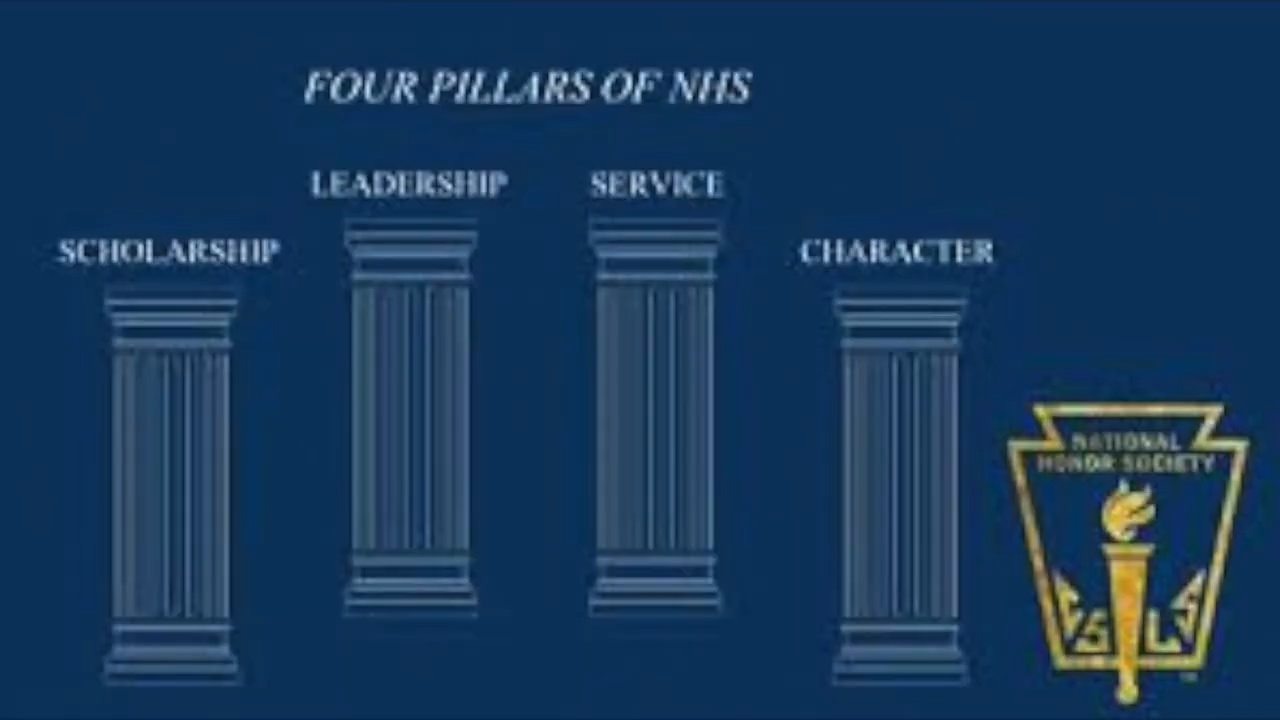 FOUR PILLARS OF NHS
LEADERSHIP
SERVICE
SCHOLARSHIP
CHARACTER
NATIONAL
HONOR SOCIETY
C S L S